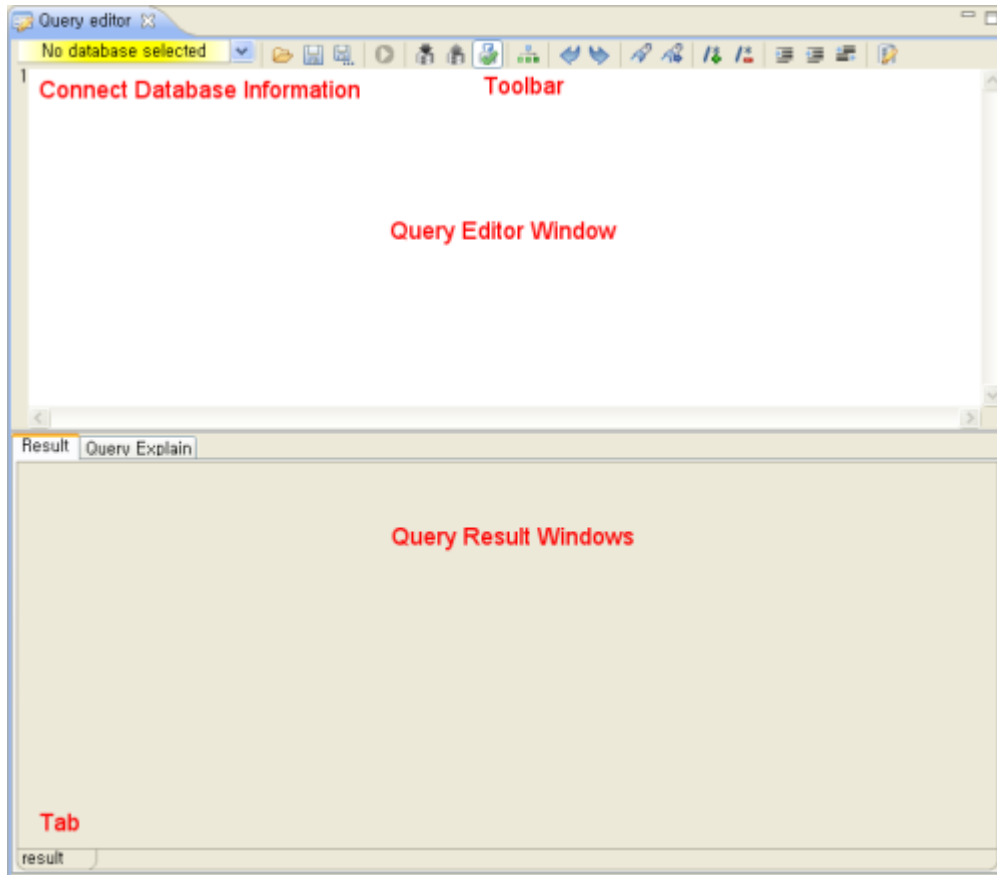 Query editor
No database selected
1
Connect Database Information
Toolbar
Query Editor Window
Result
Query Explain
Query Result Windows
Tab
result